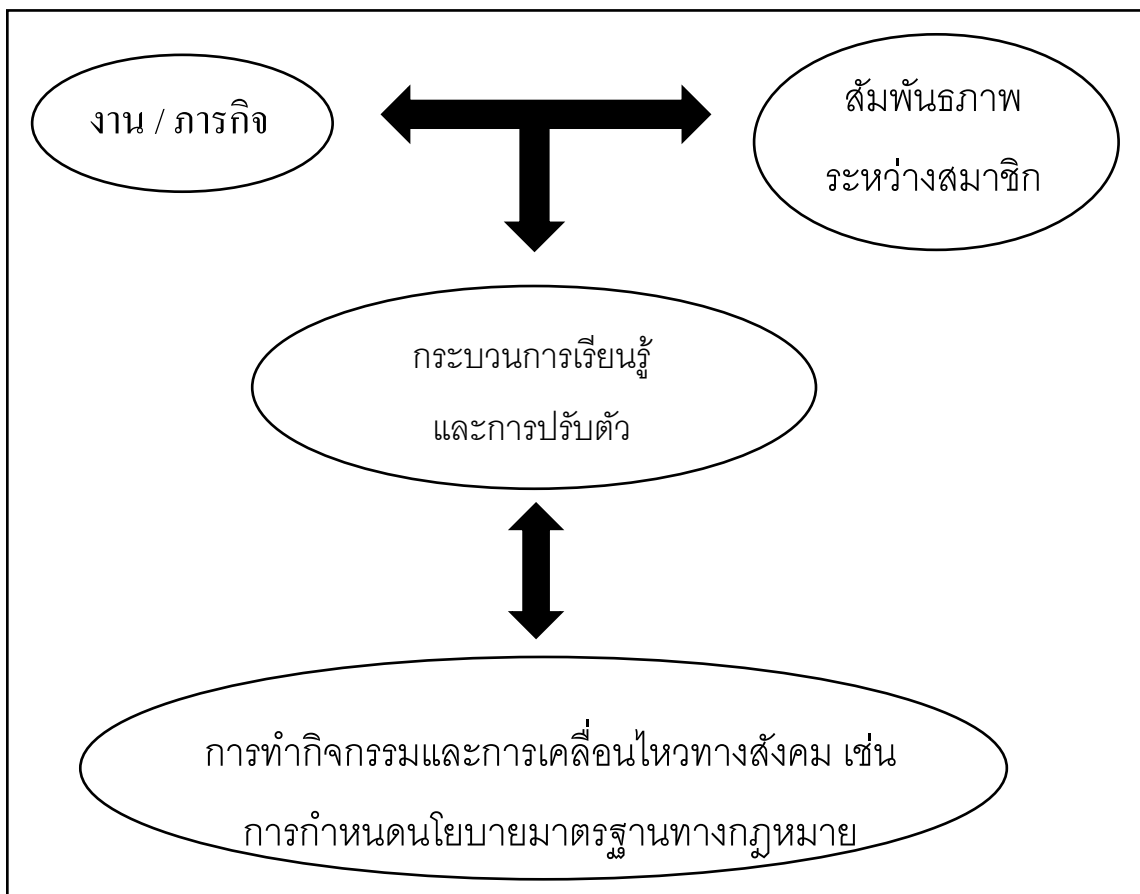 งาน / ภารกิจ
สัมพันธภาพ
ระหว่างสมาชิก
กระบวนการเรียนรู้
และการปรับตัว
การทำกิจกรรมและการเคลื่อนไหวทางสังคม เช่น
การกำหนดนโยบายมาตรฐานทางกฎหมาย